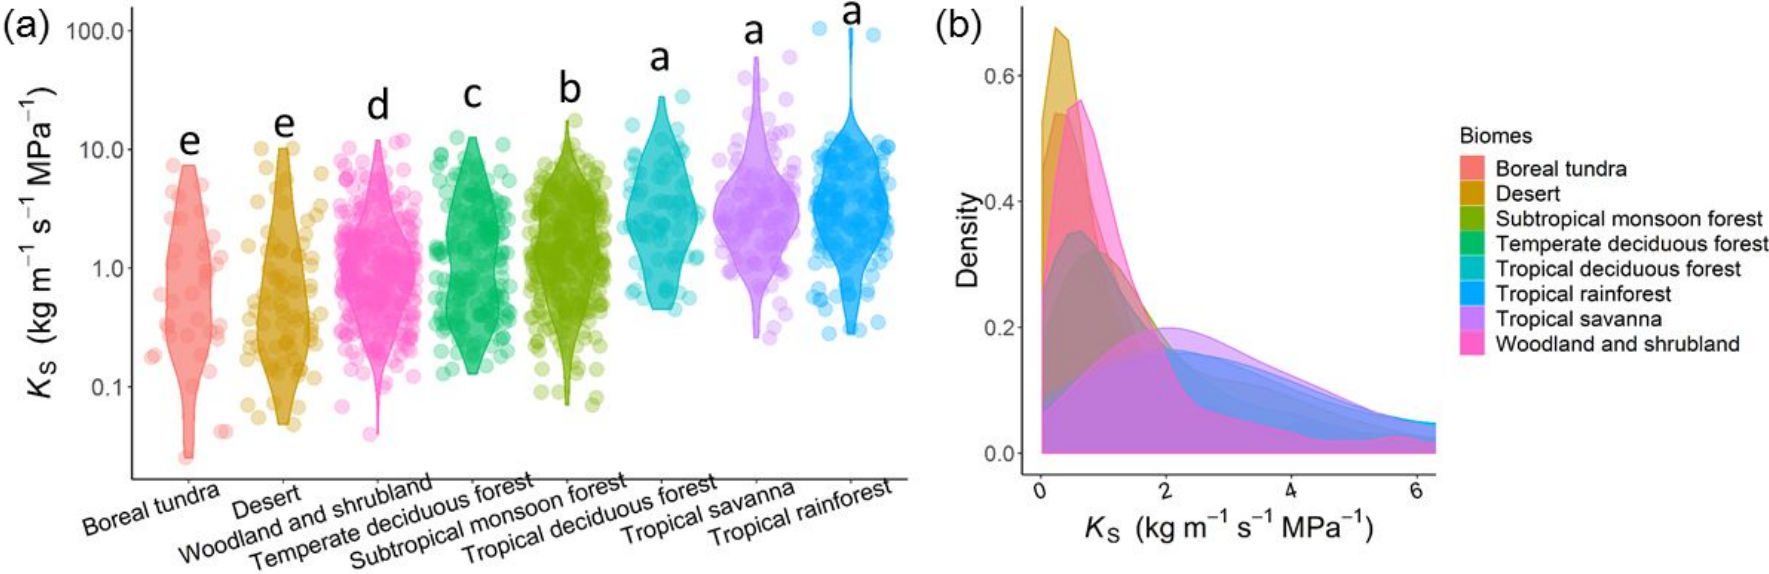 (a)
K_S (kg m⁻¹ s⁻¹ MPa⁻¹)
100.0
10.0
1.0
0.1
e
e
d
c
b
a
a
a
Boreal tundra
Desert
Woodland and shrubland
Temperate deciduous forest
Subtropical monsoon forest
Tropical deciduous forest
Tropical savanna
Tropical rainforest
(b)
Density
0.6
0.4
0.2
0.0
0
2
4
6
K_S (kg m⁻¹ s⁻¹ MPa⁻¹)
Biomes
Boreal tundra
Desert
Subtropical monsoon forest
Temperate deciduous forest
Tropical deciduous forest
Tropical rainforest
Tropical savanna
Woodland and shrubland